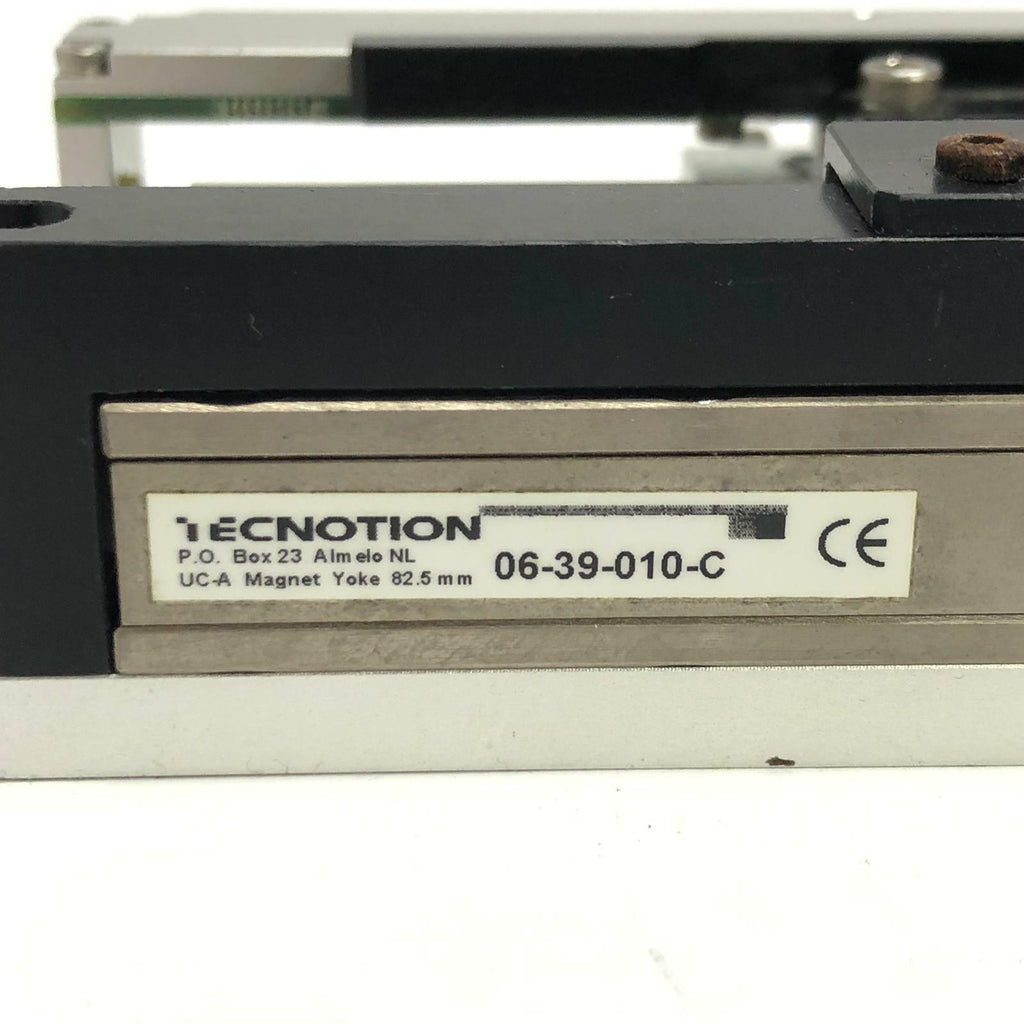 TECNOTION
P.O. Box 23 Almelo NL
UC-A Magnet Yoke 82.5 mm
06-39-010-C
CE